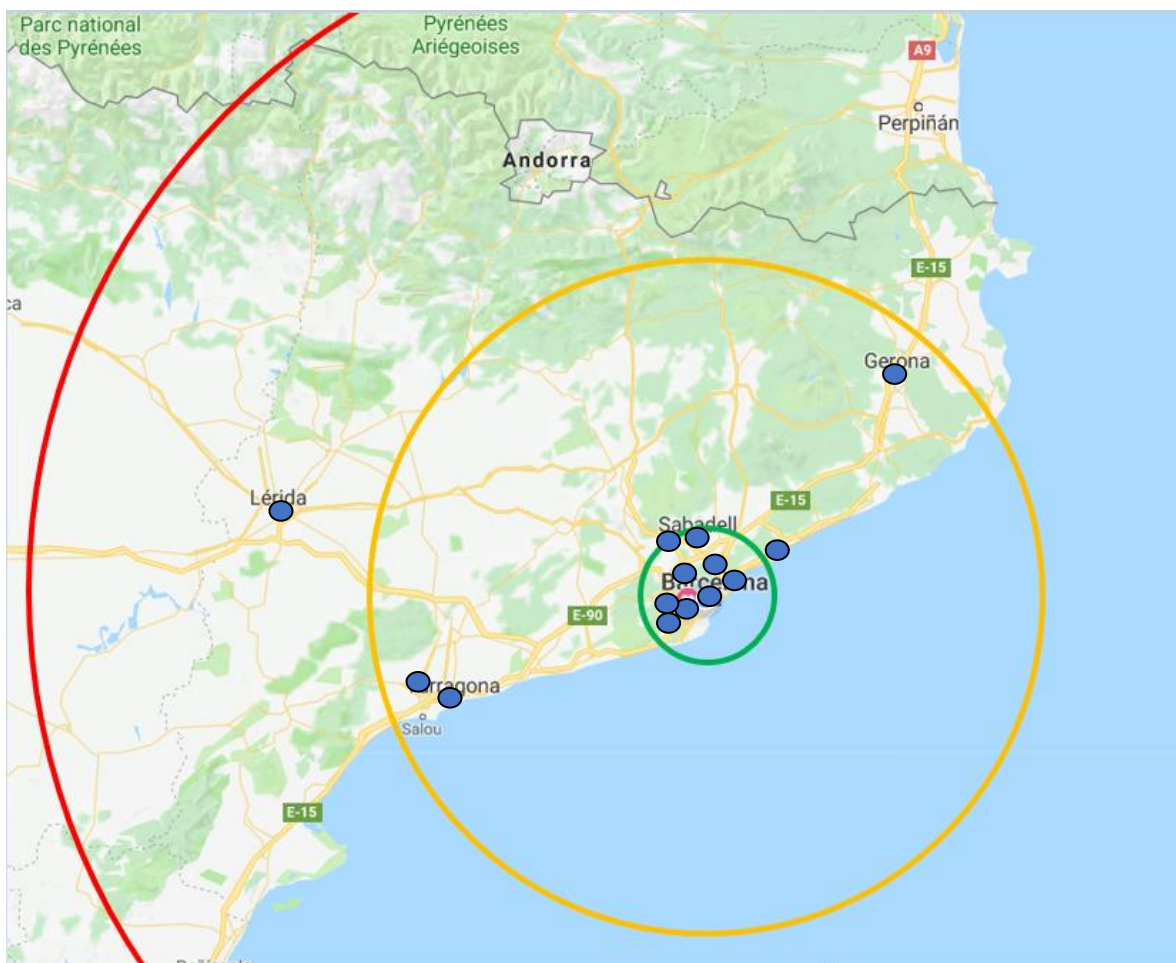 Parc national
des Pyrénées
Pyrénées
Ariégeoises
A9
Perpiñán
Andorra
E-15
Gerona
Lérida
E-15
Sabadell
Barcelona
E-90
Tarragona
Salou
E-15